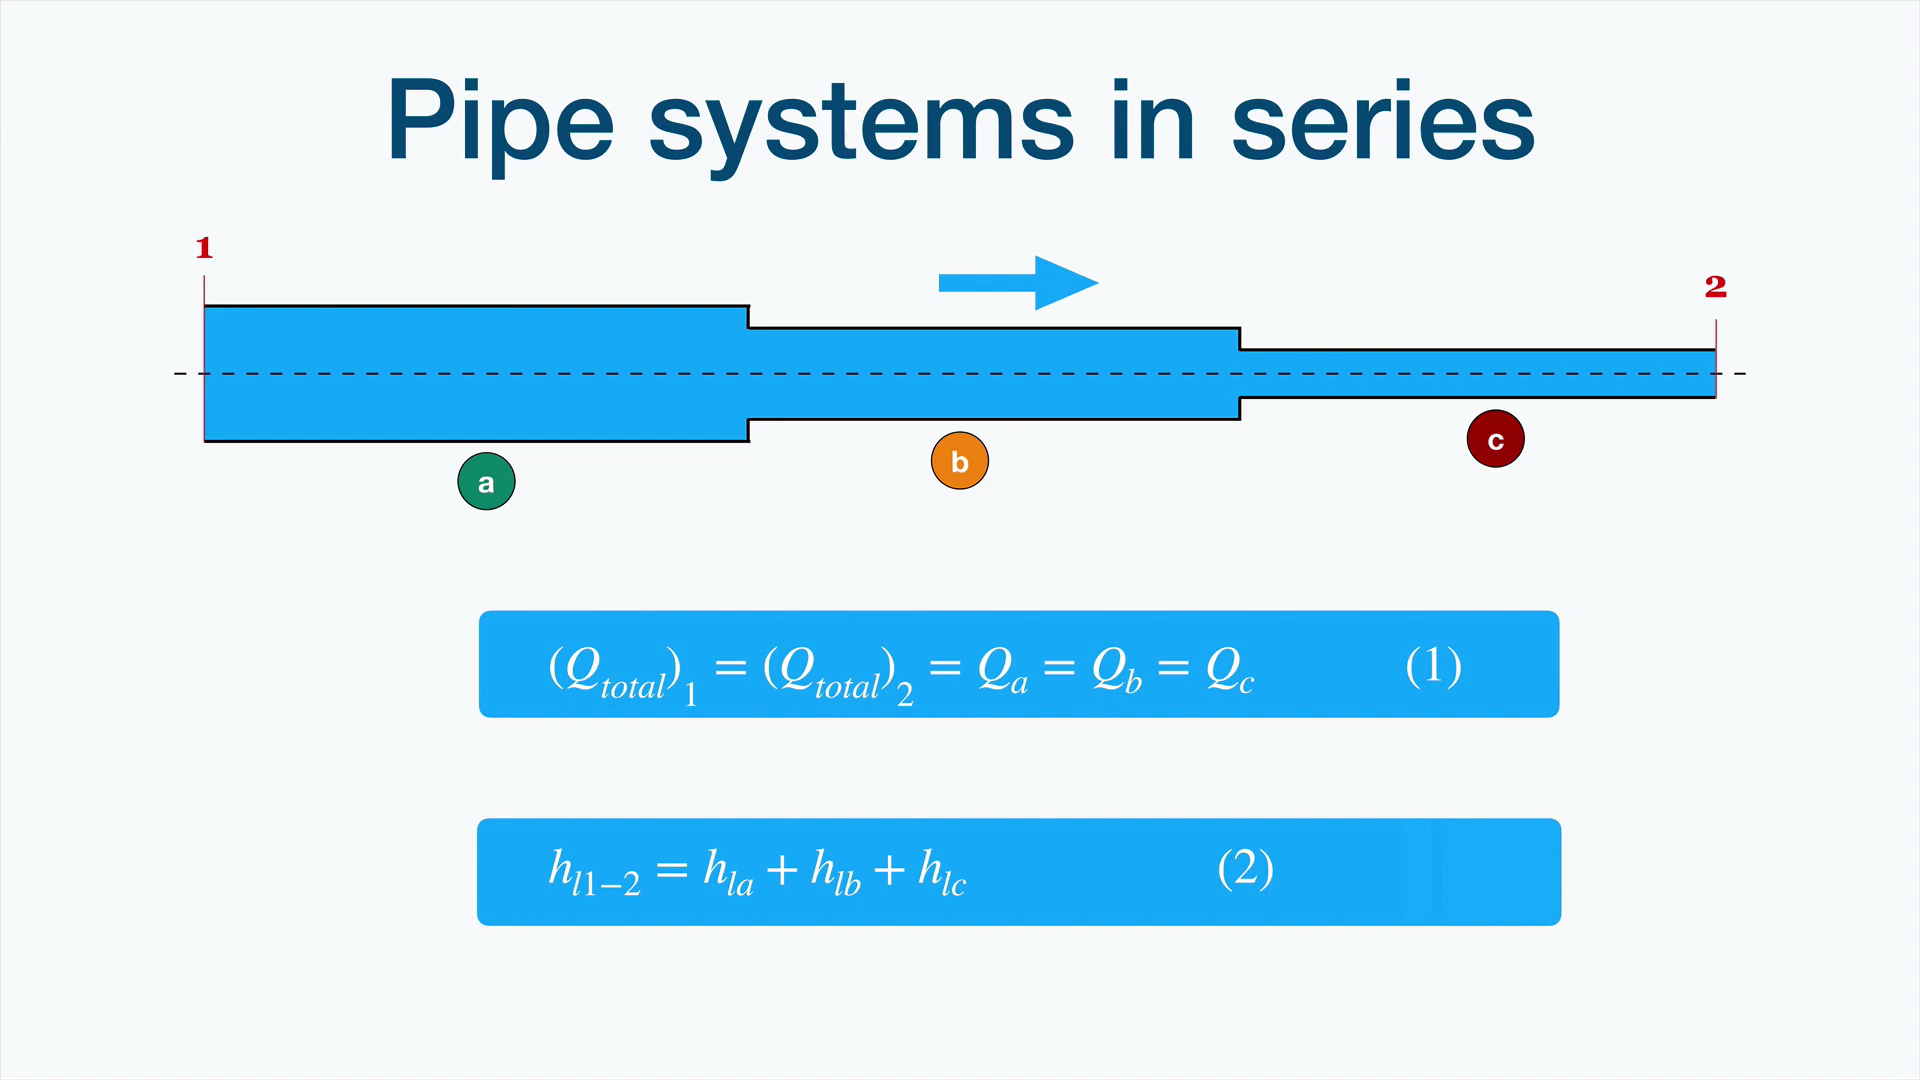 Pipe systems in series
1
2
a
b
c
(Q_total)_1 = (Q_total)_2 = Q_a = Q_b = Q_c (1)
h_l1−2 = h_la + h_lb + h_lc (2)